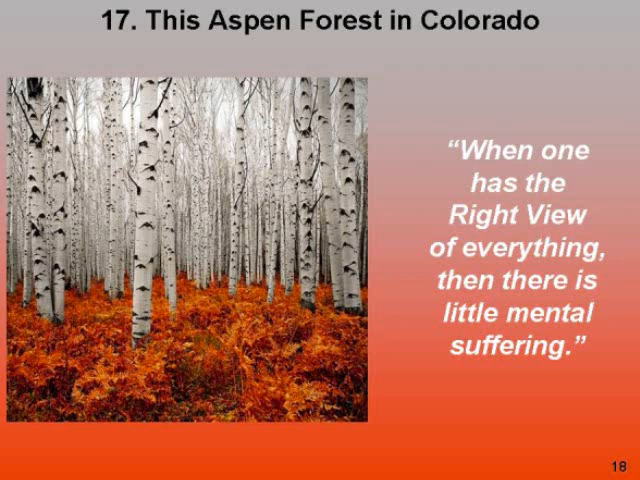 17. This Aspen Forest in Colorado
“When one
has the
Right View
of everything,
then there is
little mental
suffering.”
18